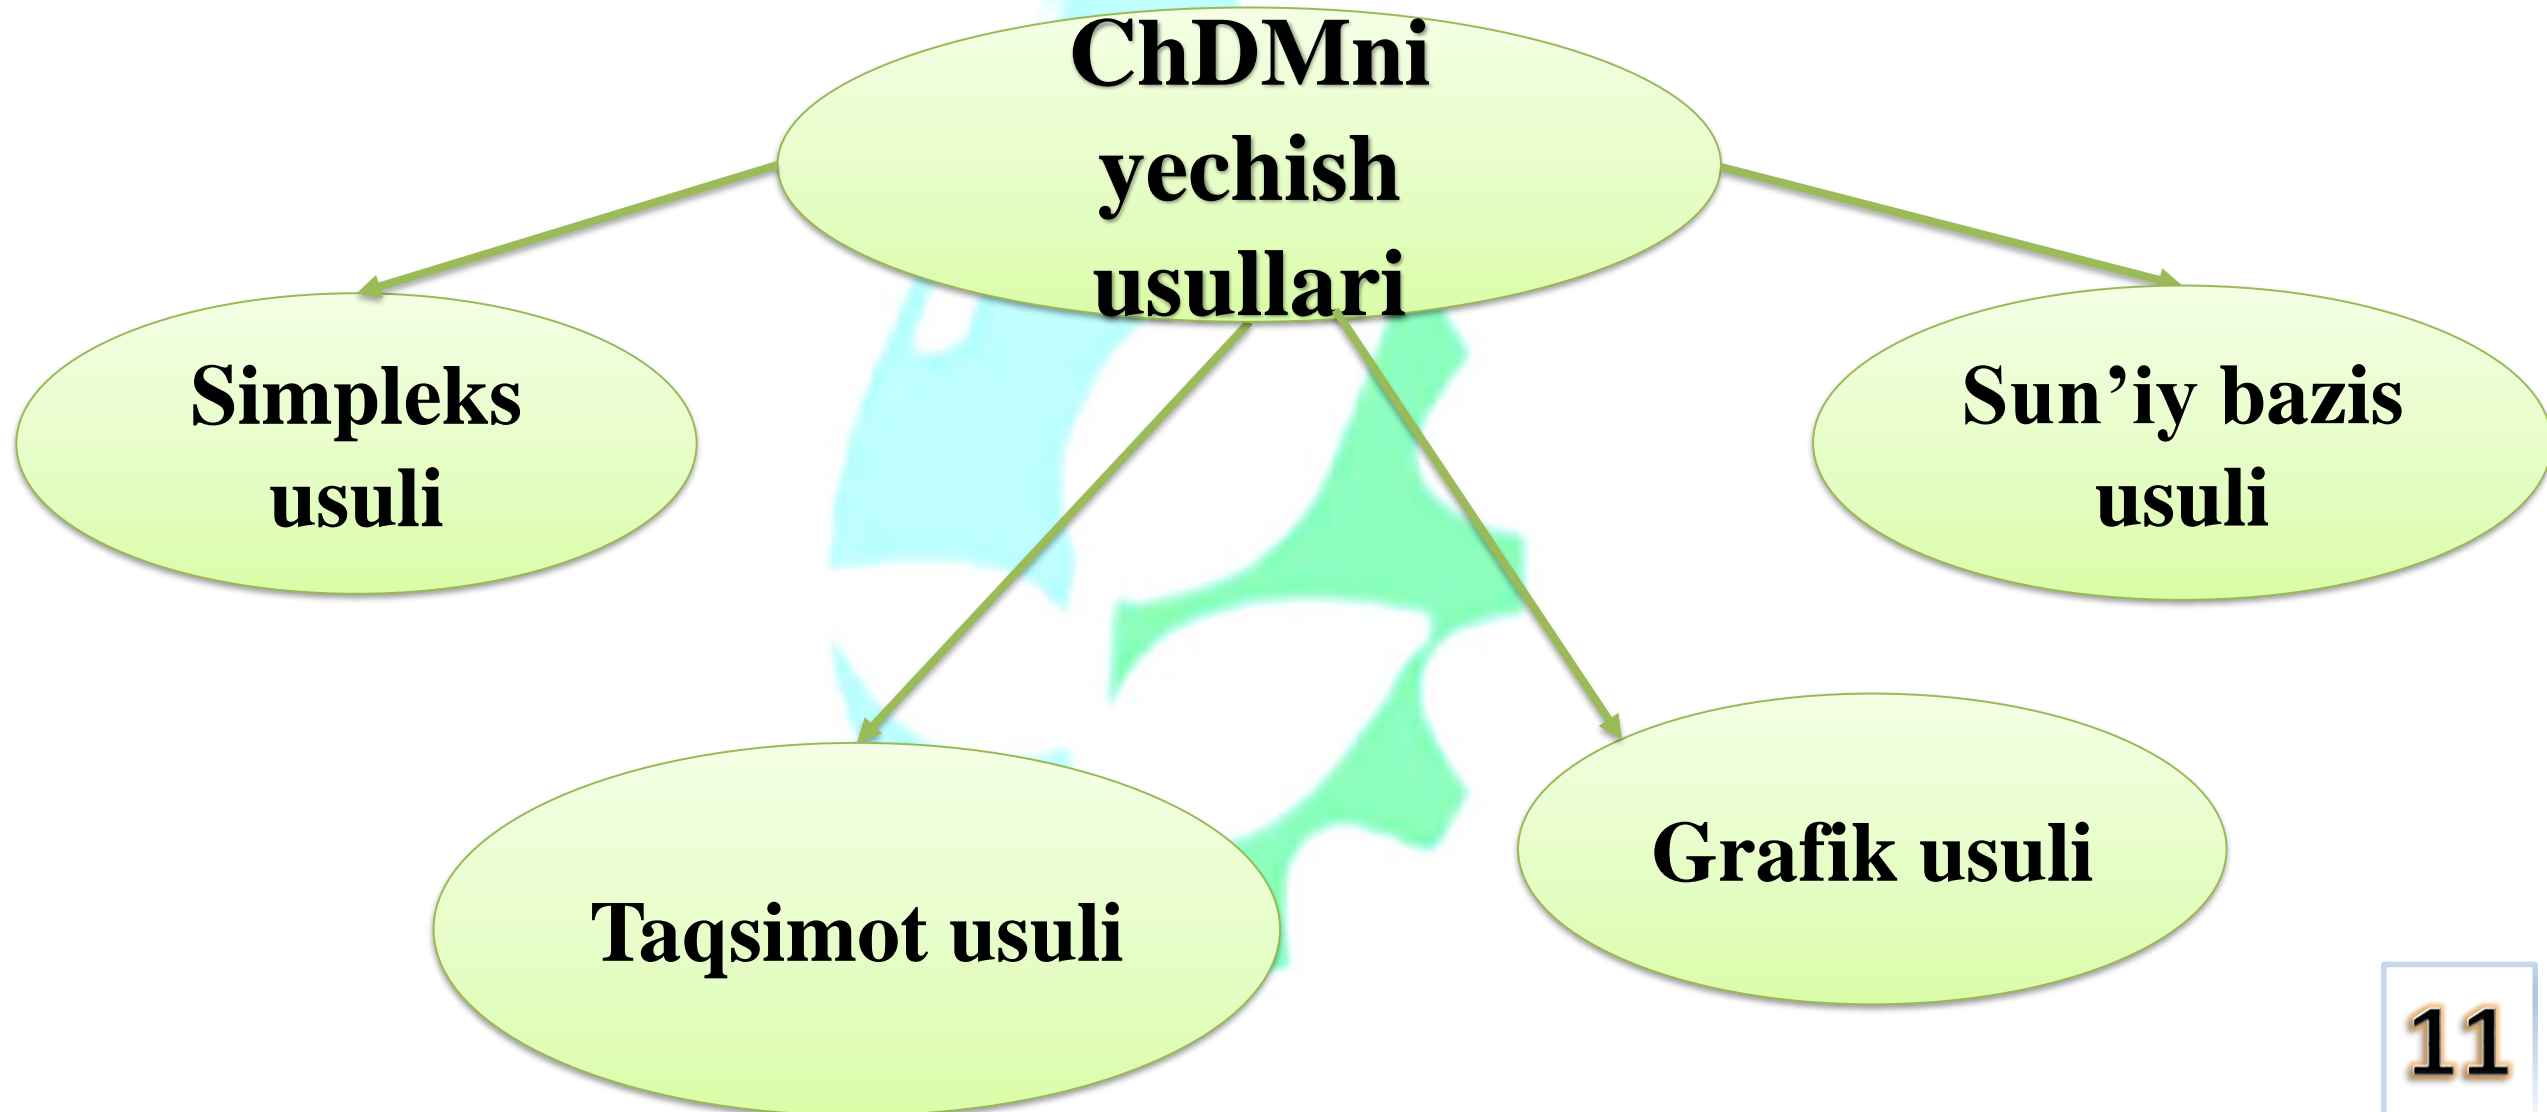 ChDMni
yechish
usullari
Simpleks
usuli
Sun’iy bazis
usuli
Taqsimot usuli
Grafik usuli
11